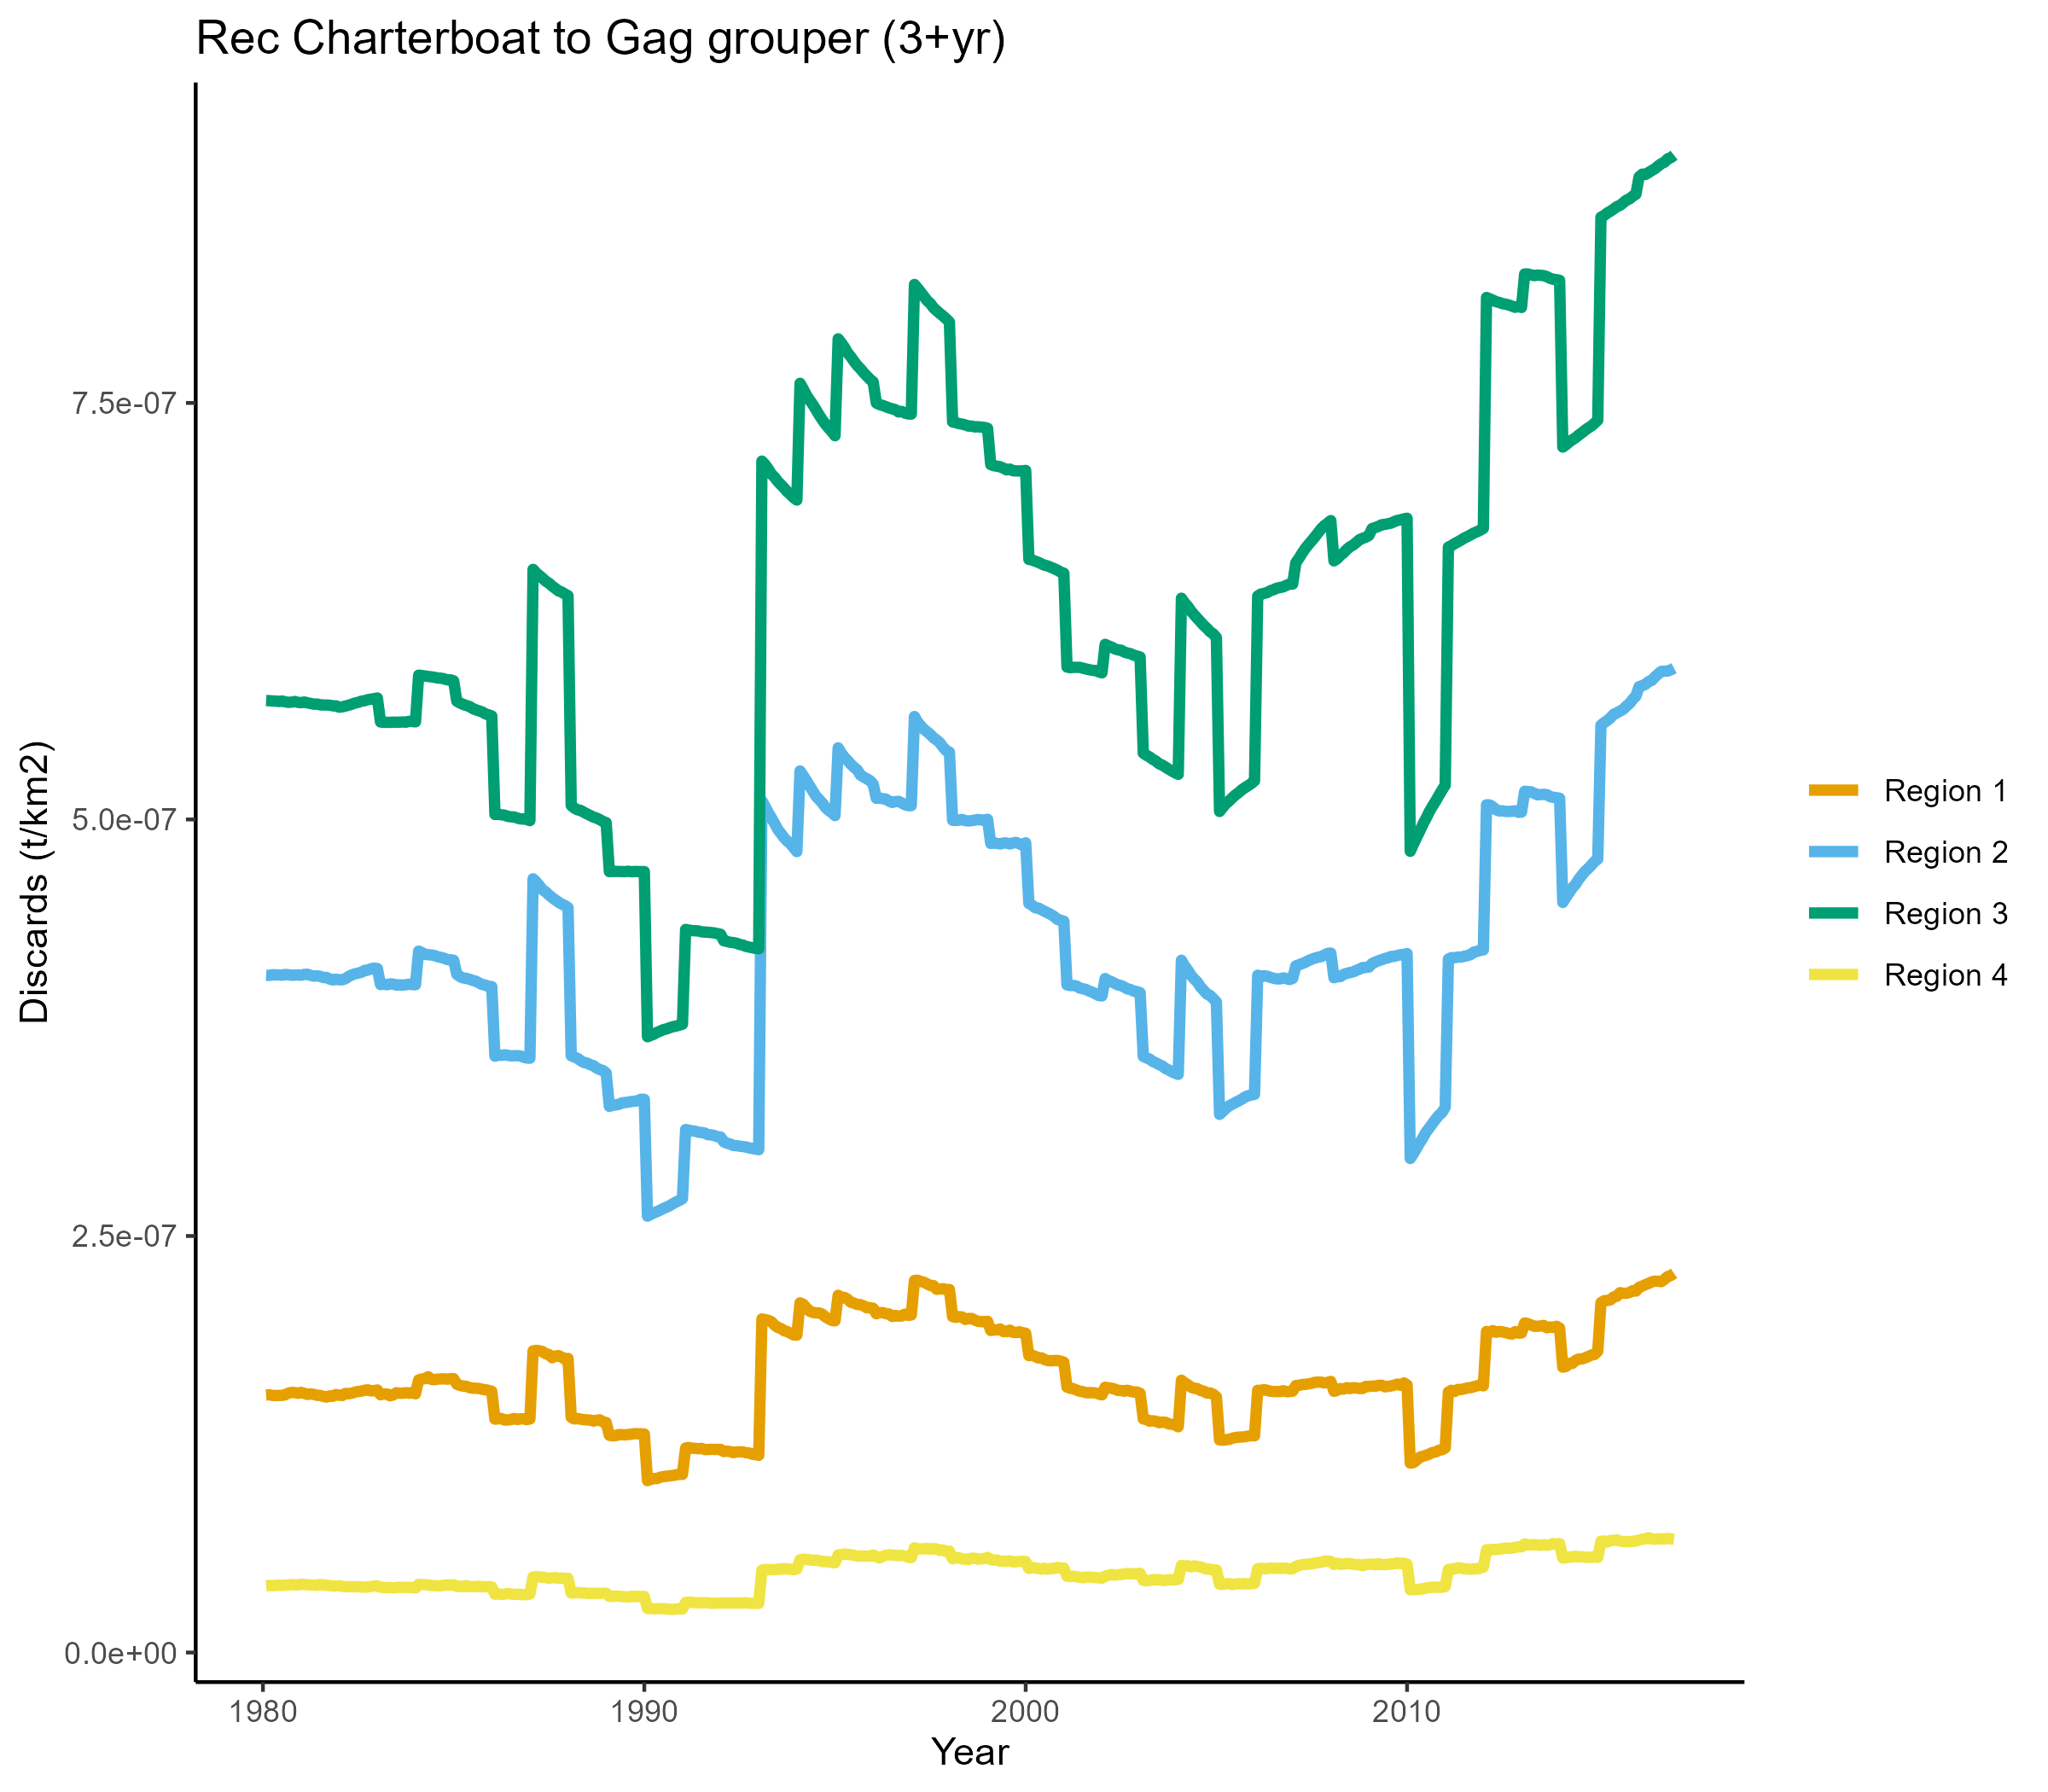 Rec Charterboat to Gag grouper (3+yr)
7.5e-07
5.0e-07
2.5e-07
0.0e+00
Discards (t/km2)
1980
1990
2000
2010
Year
Region 1
Region 2
Region 3
Region 4